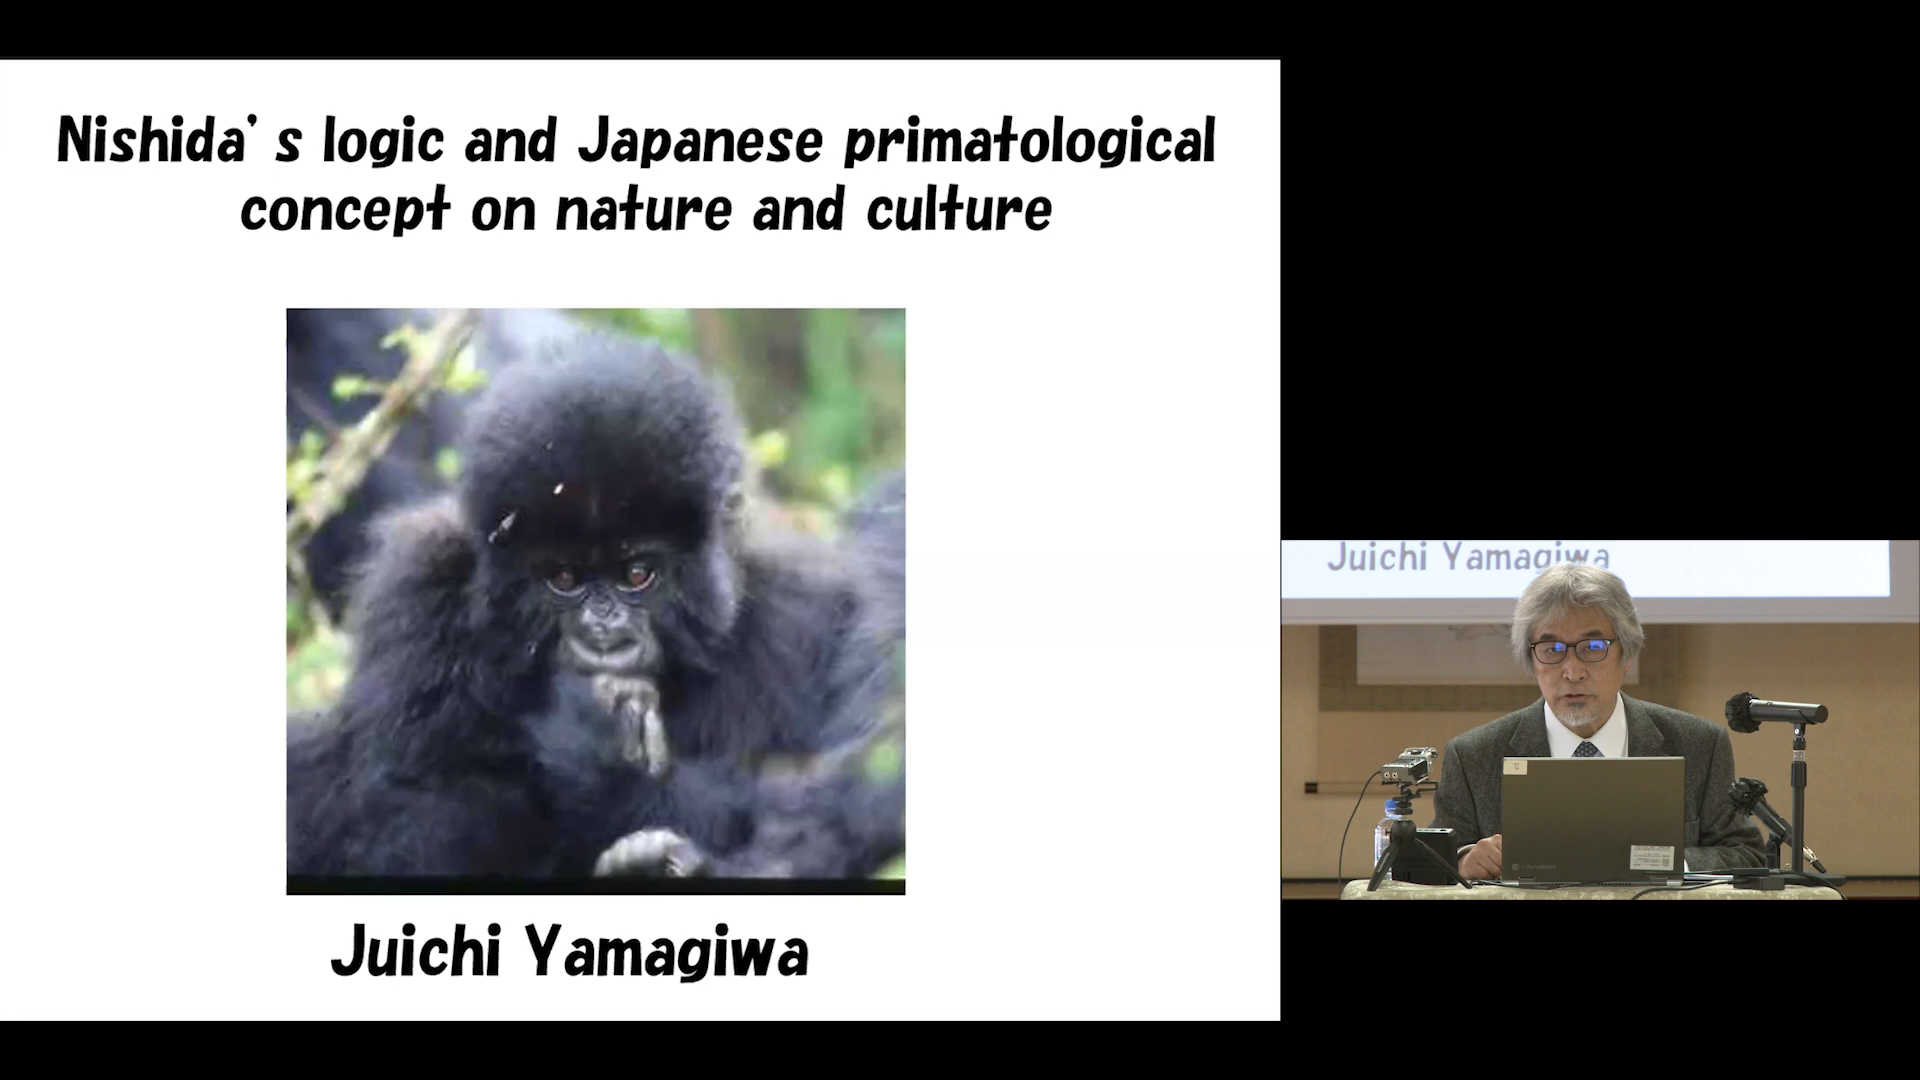 Nishida's logic and Japanese primatological
concept on nature and culture
Juichi Yamagiwa
Juichi Yamagiwa